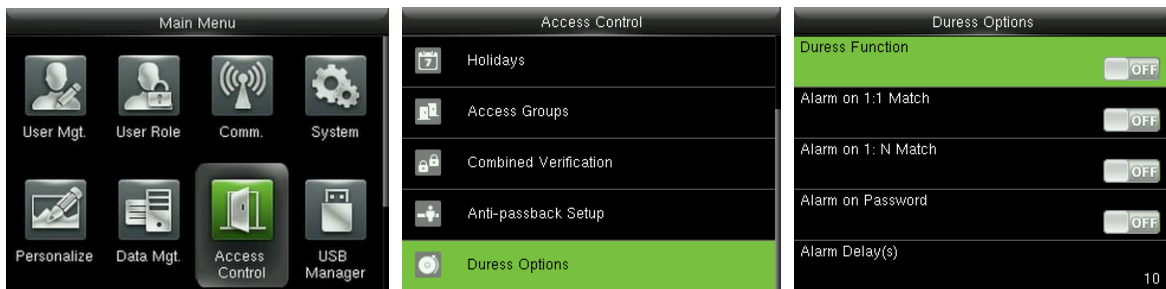 Main Menu
User Mgt.
User Role
Comm.
System
Personalize
Data Mgt.
Access
Control
USB
Manager
Access Control
7
Holidays
Access Groups
Combined Verification
Anti-passback Setup
Duress Options
Duress Options
Duress Function
OFF
Alarm on 1:1 Match
OFF
Alarm on 1: N Match
OFF
Alarm on Password
OFF
Alarm Delay(s)
10